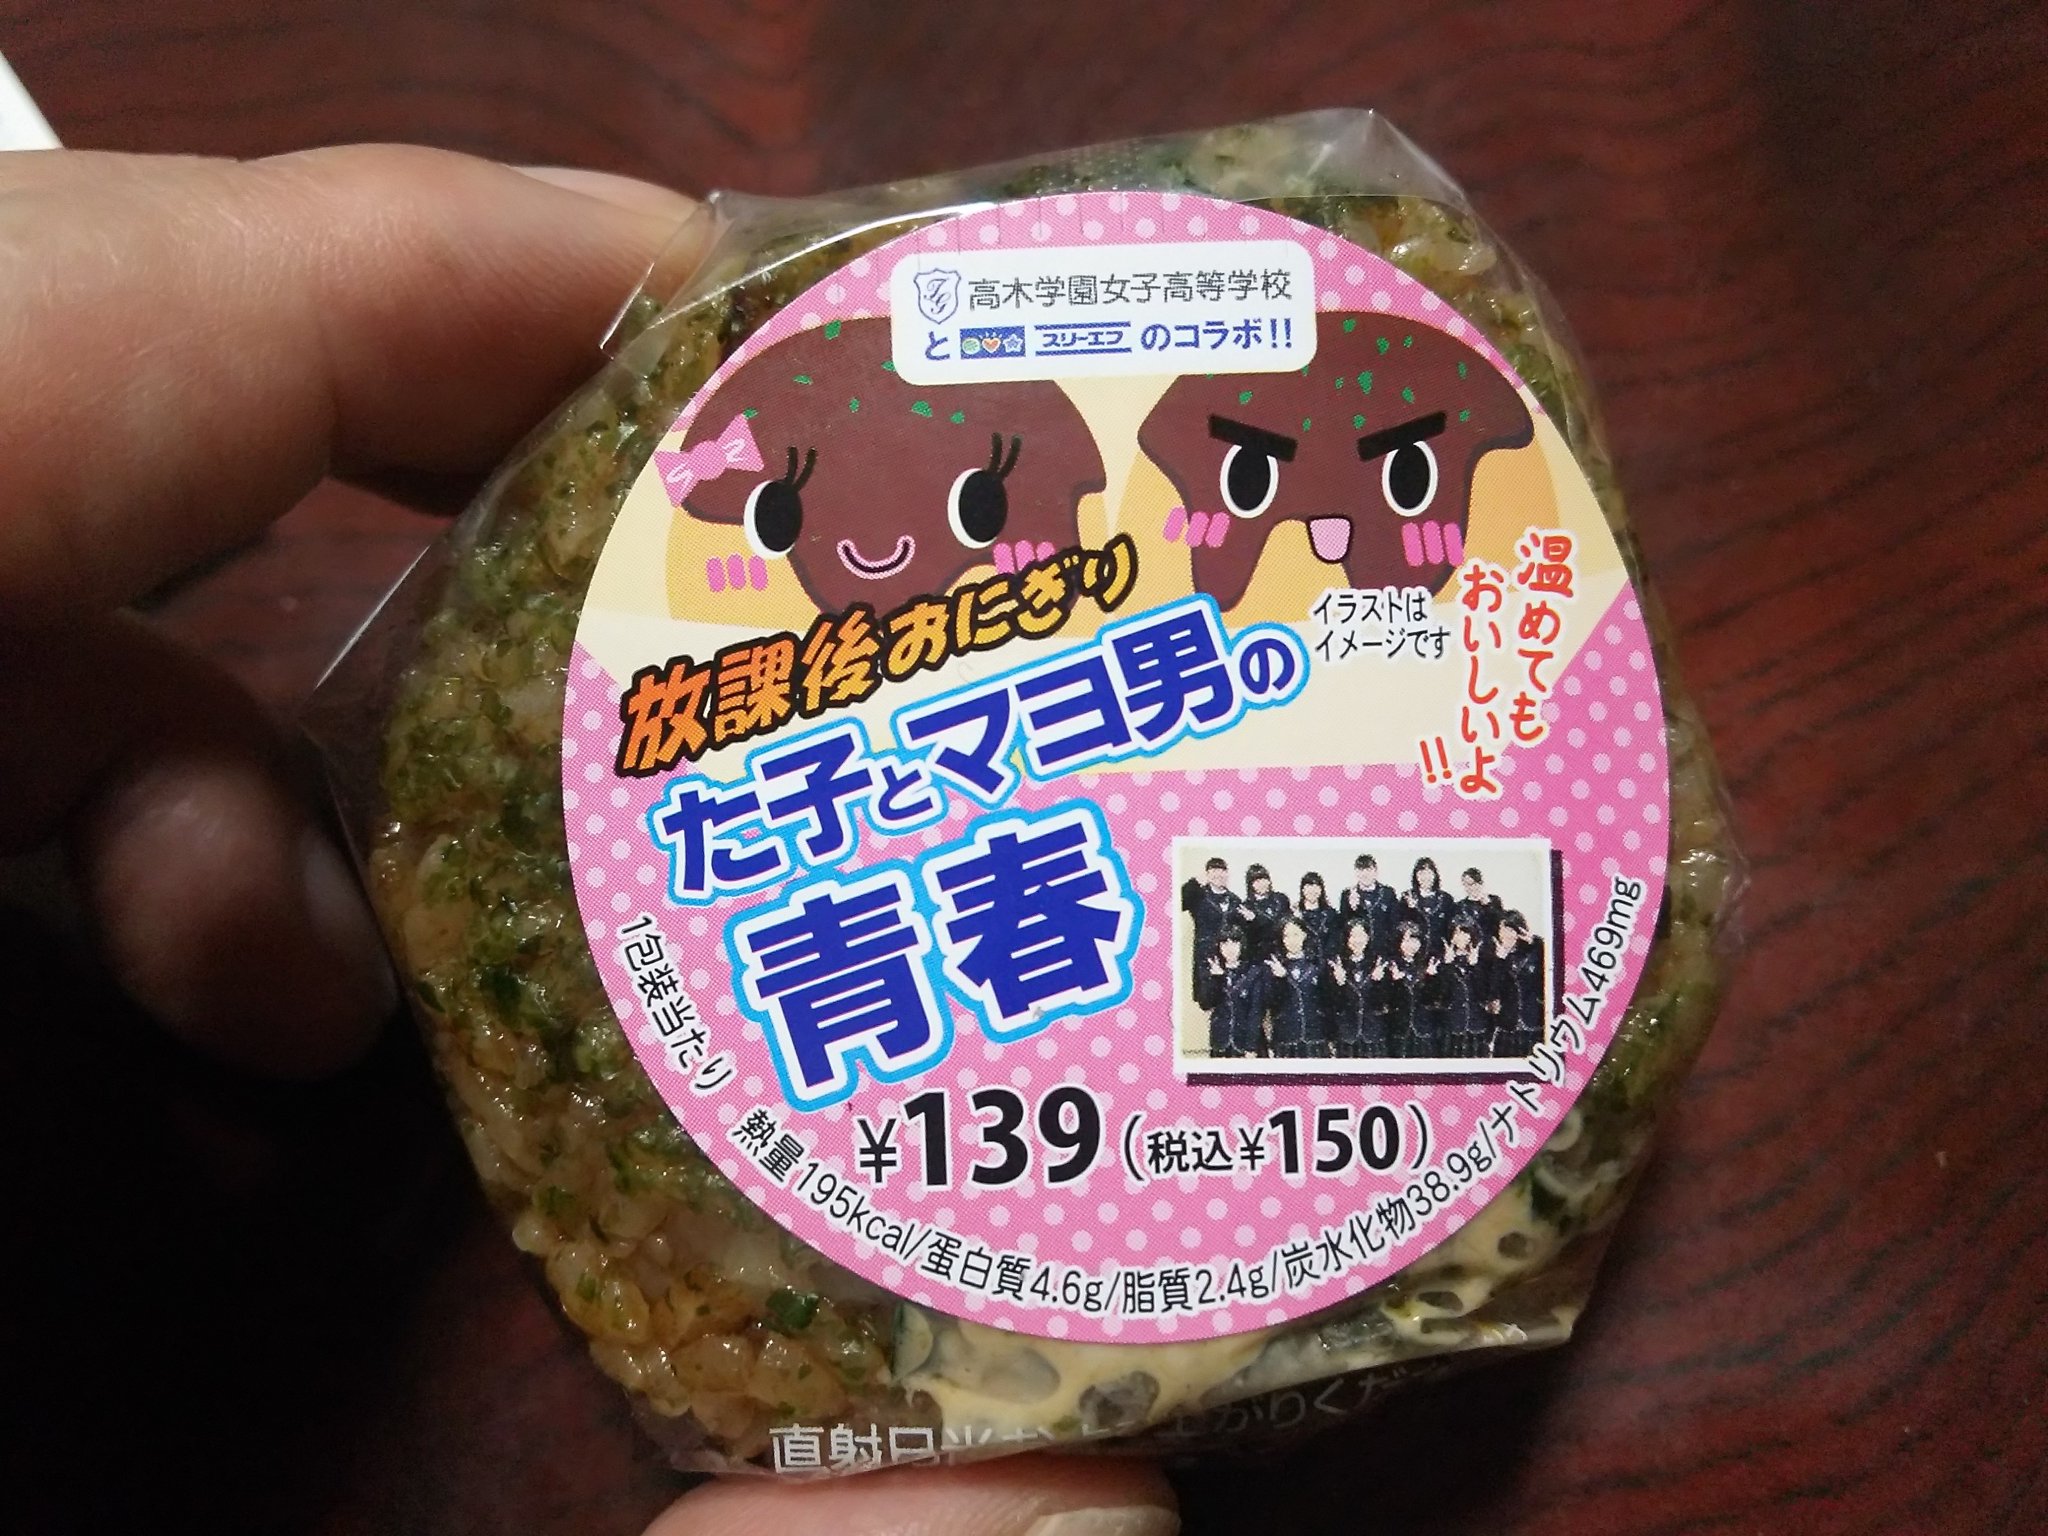 高木学園女子高等学校
と スリーエフ のコラボ!!
放課後おにぎり
た子とマヨ男の
青春
イラストは
イメージです
温めても
おいしいよ
!!
¥139(税込¥150)
1包装当たり 熱量195kcal/蛋白質4.6g/脂質2.4g/炭水化物38.9g/ナトリウム469mg
直射日光